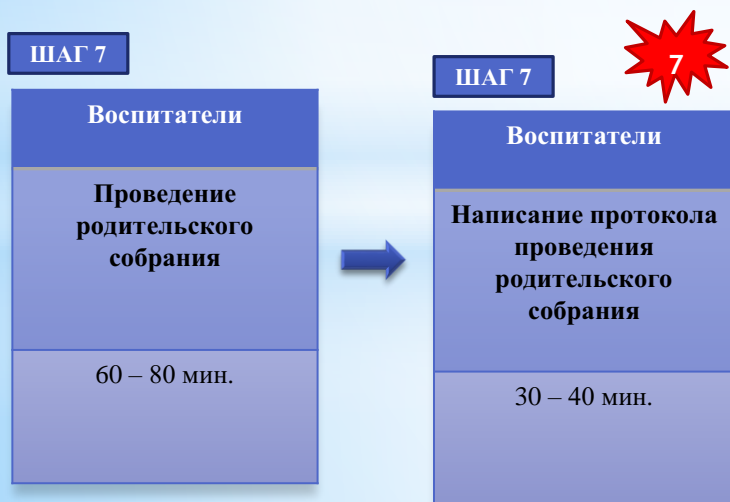 ШАГ 7
Воспитатели
Проведение
родительского
собрания
60 – 80 мин.
ШАГ 7
7
Воспитатели
Написание протокола
проведения
родительского
собрания
30 – 40 мин.